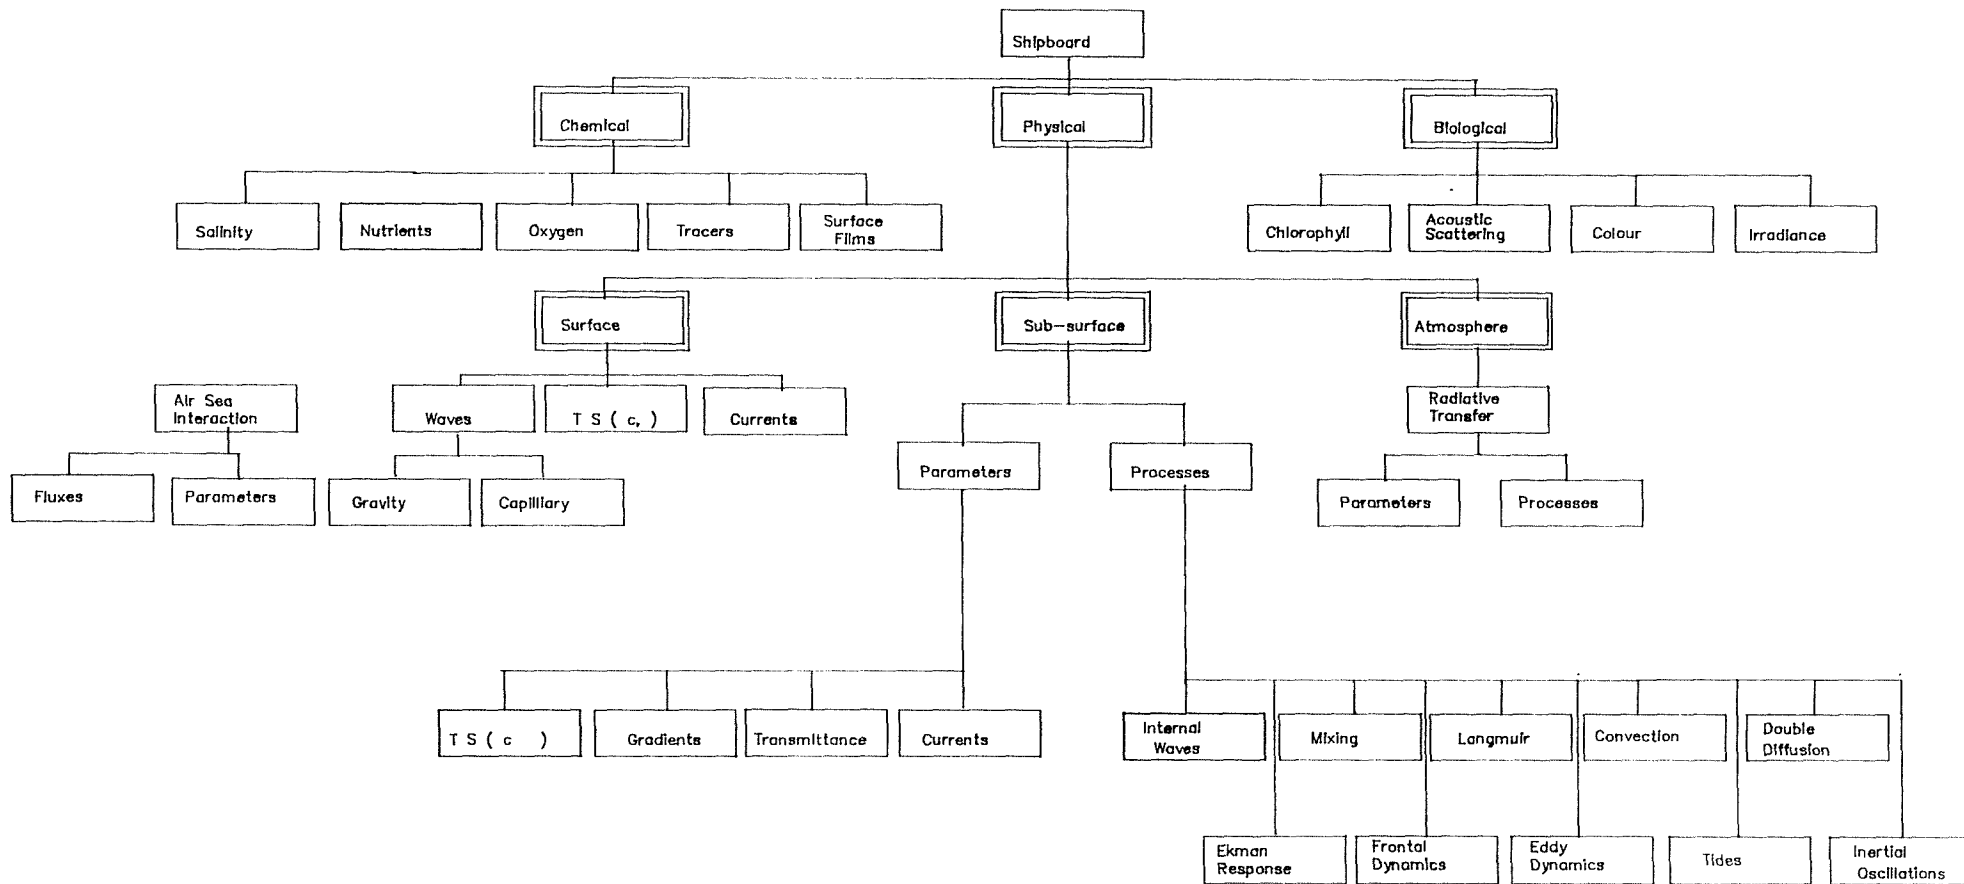 Shipboard
Chemical
Physical
Biological
Salinity
Nutrients
Oxygen
Tracers
Surface
Films
Chlorophyll
Acoustic
Scattering
Colour
Irradiance
Surface
Sub-surface
Atmosphere
Air Sea
Interaction
Waves
T S ( c, )
Currents
Radiative
Transfer
Fluxes
Parameters
Gravity
Capilliary
Parameters
Processes
Parameters
Processes
T S ( c )
Gradients
Transmittance
Currents
Internal
Waves
Mixing
Langmuir
Convection
Double
Diffusion
Ekman
Response
Frontal
Dynamics
Eddy
Dynamics
Tides
Inertial
Oscillations